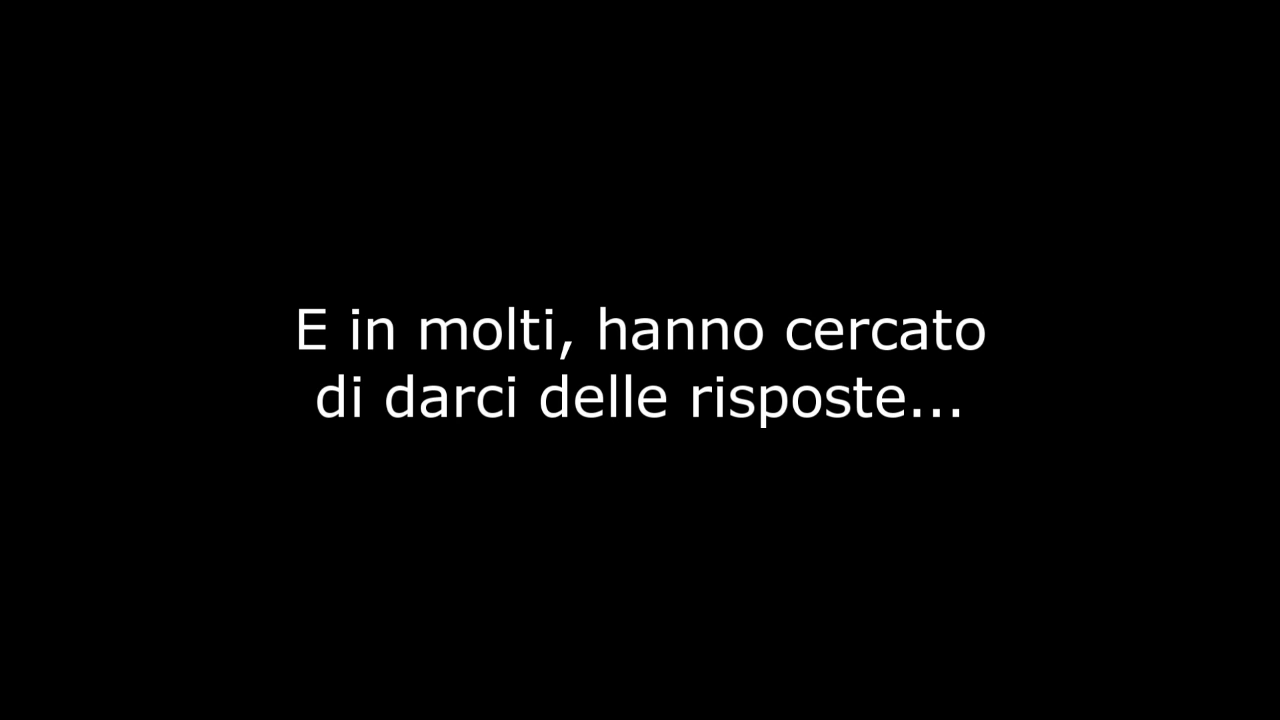 E in molti, hanno cercato
di darci delle risposte...